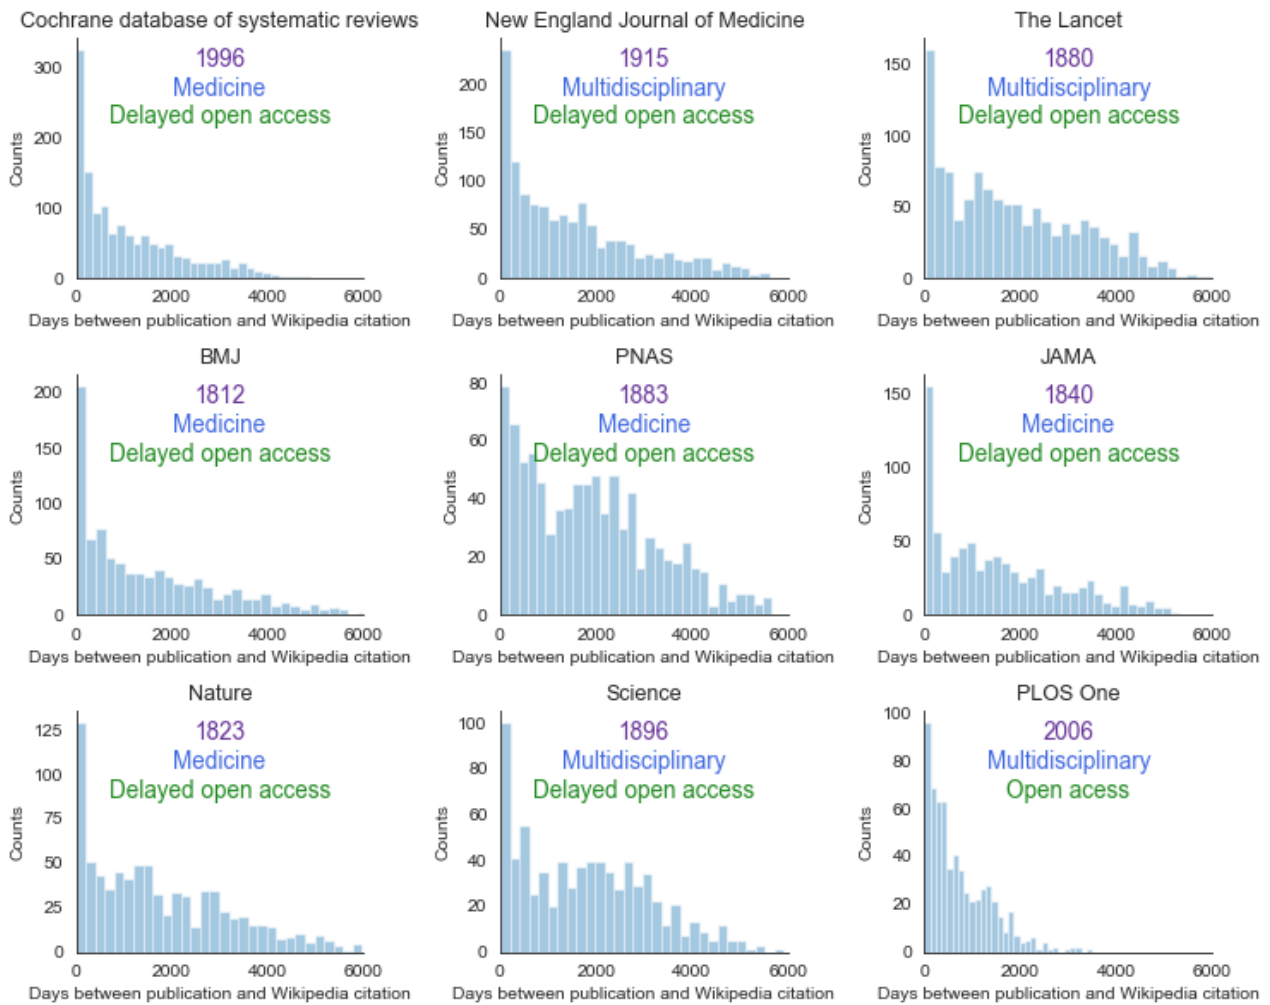 Cochrane database of systematic reviews
1996
Medicine
Delayed open access
Counts
300
200
100
0
0 2000 4000 6000
Days between publication and Wikipedia citation
New England Journal of Medicine
1915
Multidisciplinary
Delayed open access
Counts
200
150
100
50
0
0 2000 4000 6000
Days between publication and Wikipedia citation
The Lancet
1880
Multidisciplinary
Delayed open access
Counts
150
100
50
0
0 2000 4000 6000
Days between publication and Wikipedia citation
BMJ
1812
Medicine
Delayed open access
Counts
200
150
100
50
0
0 2000 4000 6000
Days between publication and Wikipedia citation
PNAS
1883
Medicine
Delayed open access
Counts
80
60
40
20
0
0 2000 4000 6000
Days between publication and Wikipedia citation
JAMA
1840
Medicine
Delayed open access
Counts
150
100
50
0
0 2000 4000 6000
Days between publication and Wikipedia citation
Nature
1823
Medicine
Delayed open access
Counts
125
100
75
50
25
0
0 2000 4000 6000
Days between publication and Wikipedia citation
Science
1896
Multidisciplinary
Delayed open access
Counts
100
80
60
40
20
0
0 2000 4000 6000
Days between publication and Wikipedia citation
PLOS One
2006
Multidisciplinary
Open acess
Counts
100
80
60
40
20
0
0 2000 4000 6000
Days between publication and Wikipedia citation